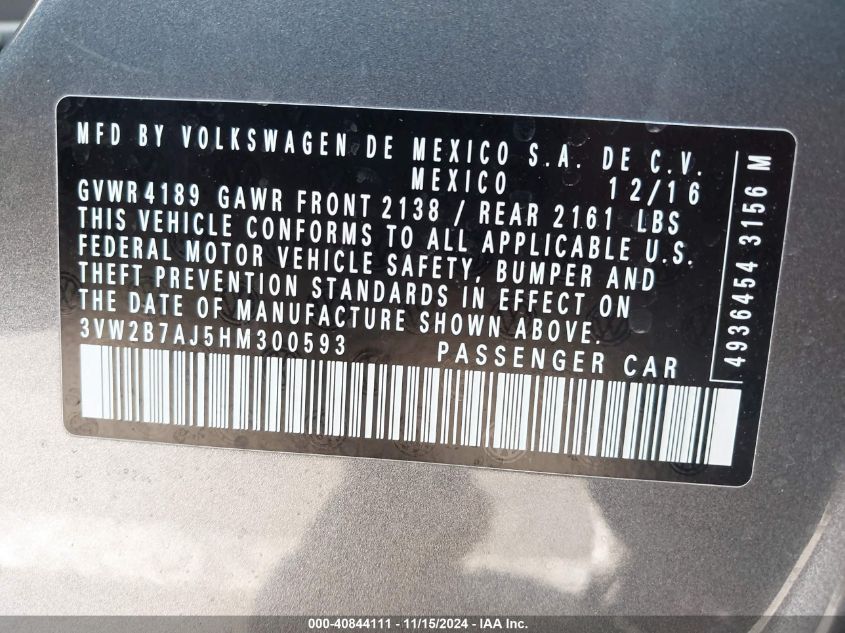 MFD BY VOLKSWAGEN DE MEXICO S.A. DE C.V.
MEXICO 12/16
GVWR 4189 GAWR FRONT 2138 / REAR 2161 LBS
THIS VEHICLE CONFORMS TO ALL APPLICABLE U.S.
FEDERAL MOTOR VEHICLE SAFETY, BUMPER AND
THEFT PREVENTION STANDARDS IN EFFECT ON
THE DATE OF MANUFACTURE SHOWN ABOVE.
3VW2B7AJ5HM300593 PASSENGER CAR
4936454 3156 M
000-40844111 - 11/15/2024 - IAA Inc.